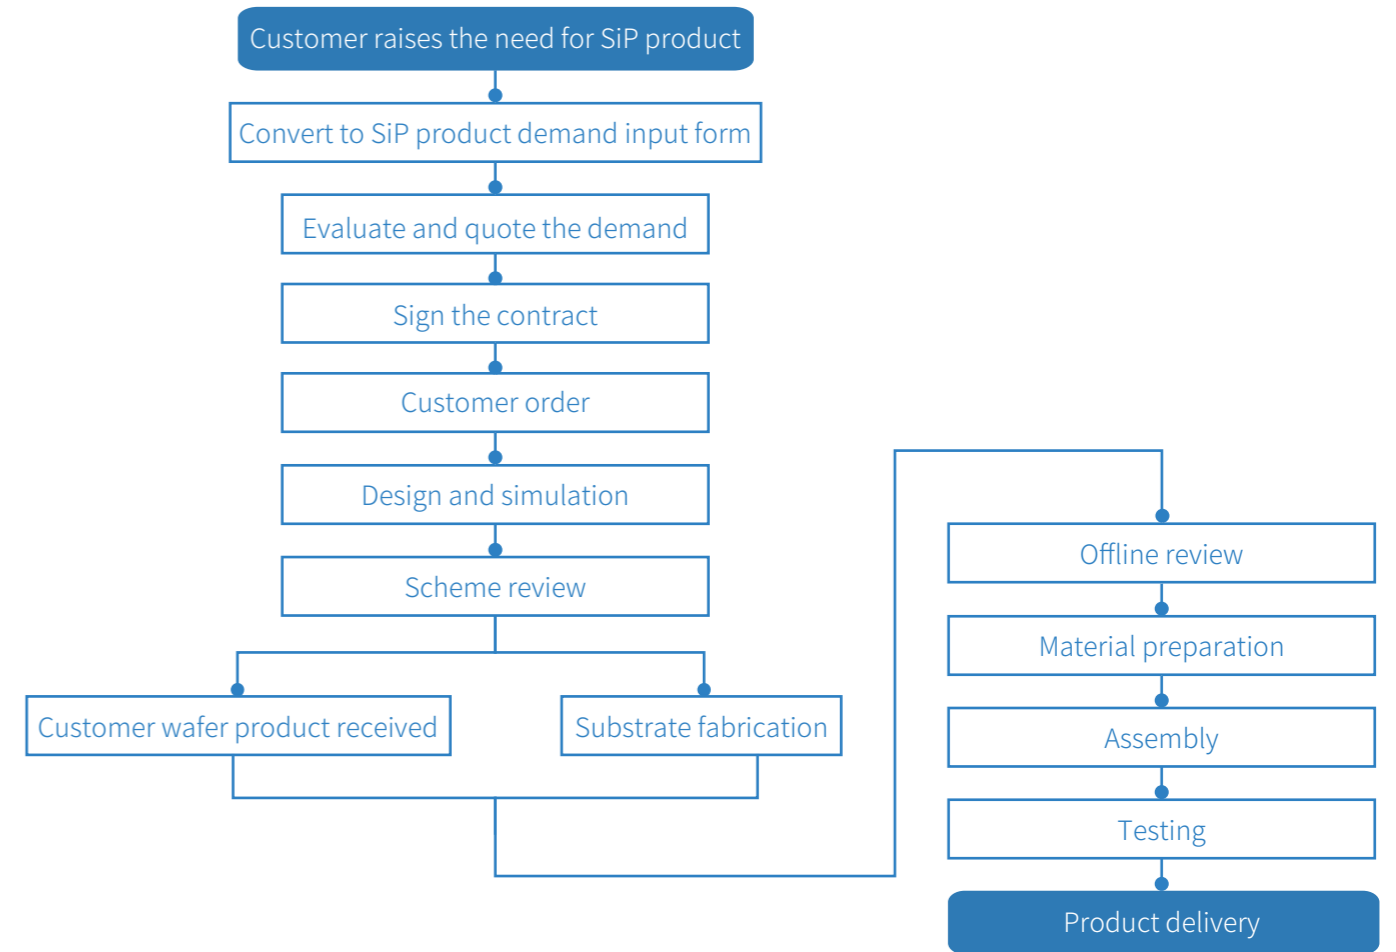 Customer raises the need for SiP product
Convert to SiP product demand input form
Evaluate and quote the demand
Sign the contract
Customer order
Design and simulation
Scheme review
Customer wafer product received
Substrate fabrication
Offline review
Material preparation
Assembly
Testing
Product delivery